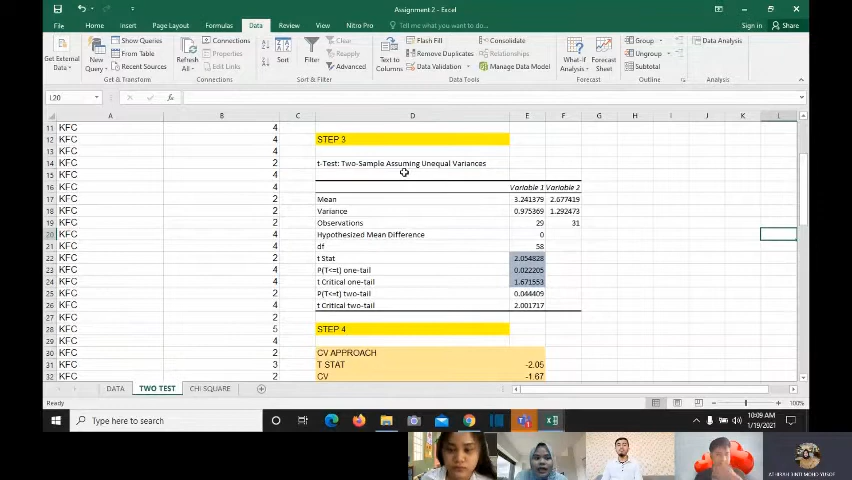 Assignment 2 - Excel
Sign in Share
File Home Insert Page Layout Formulas Data Review View Nitro Pro Tell me what you want to do...
Get External Data
New Query
Show Queries
From Table
Recent Sources
Get & Transform
Refresh All
Connections
Properties
Edit Links
Connections
Sort
Filter
Clear
Reapply
Advanced
Sort & Filter
Text to Columns
Flash Fill
Remove Duplicates
Data Validation
Consolidate
Relationships
Manage Data Model
Data Tools
What-If Analysis
Forecast Sheet
Forecast
Group
Ungroup
Subtotal
Outline
Data Analysis
Analysis
L20
A B C D E F G H I J K L
11 KFC 4
12 KFC 4 STEP 3
13 KFC 4
14 KFC 2 t-Test: Two-Sample Assuming Unequal Variances
15 KFC 4
16 KFC 4 Variable 1 Variable 2
17 KFC 2 Mean 3.241379 2.677419
18 KFC 2 Variance 0.975369 1.292473
19 KFC 2 Observations 29 31
20 KFC 4 Hypothesized Mean Difference 0
21 KFC 4 df 58
22 KFC 2 t Stat 2.054828
23 KFC 4 P(T<=t) one-tail 0.022205
24 KFC 4 t Critical one-tail 1.671553
25 KFC 2 P(T<=t) two-tail 0.044409
26 KFC 4 t Critical two-tail 2.001717
27 KFC 2
28 KFC 5 STEP 4
29 KFC 4
30 KFC 2 CV APPROACH
31 KFC 3 T STAT -2.05
32 KFC 2 CV -1.67
DATA TWO TEST CHI SQUARE
Ready 100%
Type here to search
10:09 AM
1/19/2021
ATHIRAH BINTI MOHD YUSOF